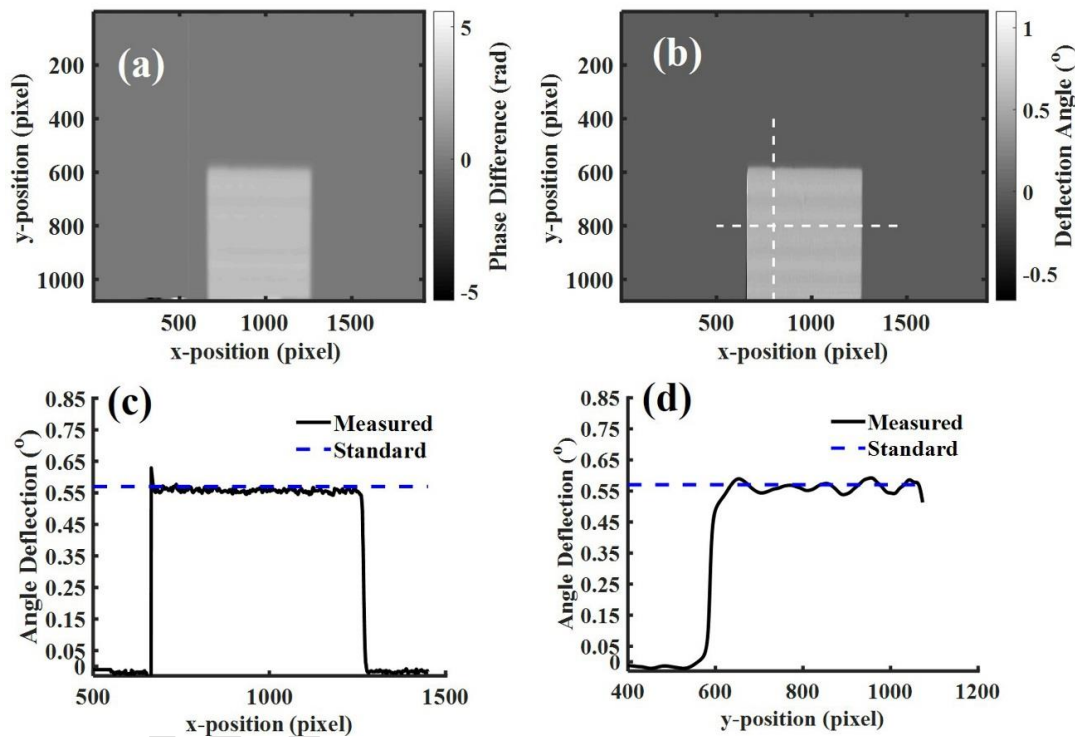 (a)
200
400
600
800
1000
y-position (pixel)
500 1000 1500
x-position (pixel)
5
0
-5
Phase Difference (rad)
(b)
200
400
600
800
1000
y-position (pixel)
500 1000 1500
x-position (pixel)
1
0.5
0
-0.5
Deflection Angle (o)
(c)
0.85
0.75
0.65
0.55
0.45
0.35
0.25
0.15
0.05
0
Angle Deflection (o)
Measured
Standard
500 1000 1500
x-position (pixel)
(d)
0.85
0.75
0.65
0.55
0.45
0.35
0.25
0.15
0.05
0
Angle Deflection (o)
Measured
Standard
400 600 800 1000 1200
y-position (pixel)